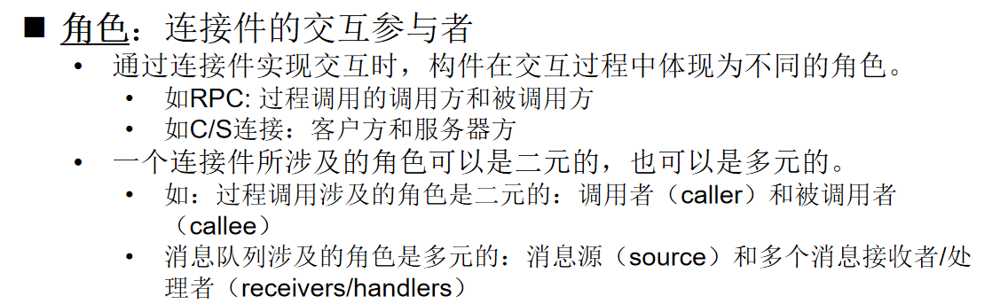 ■ 角色：连接件的交互参与者
• 通过连接件实现交互时，构件在交互过程中体现为不同的角色。
• 如RPC: 过程调用的调用方和被调用方
• 如C/S连接：客户方和服务器方
• 一个连接件所涉及的角色可以是二元的，也可以是多元的。
• 如：过程调用涉及的角色是二元的：调用者（caller）和被调用者
（callee）
• 消息队列涉及的角色是多元的：消息源（source）和多个消息接收者/处
理者（receivers/handlers）